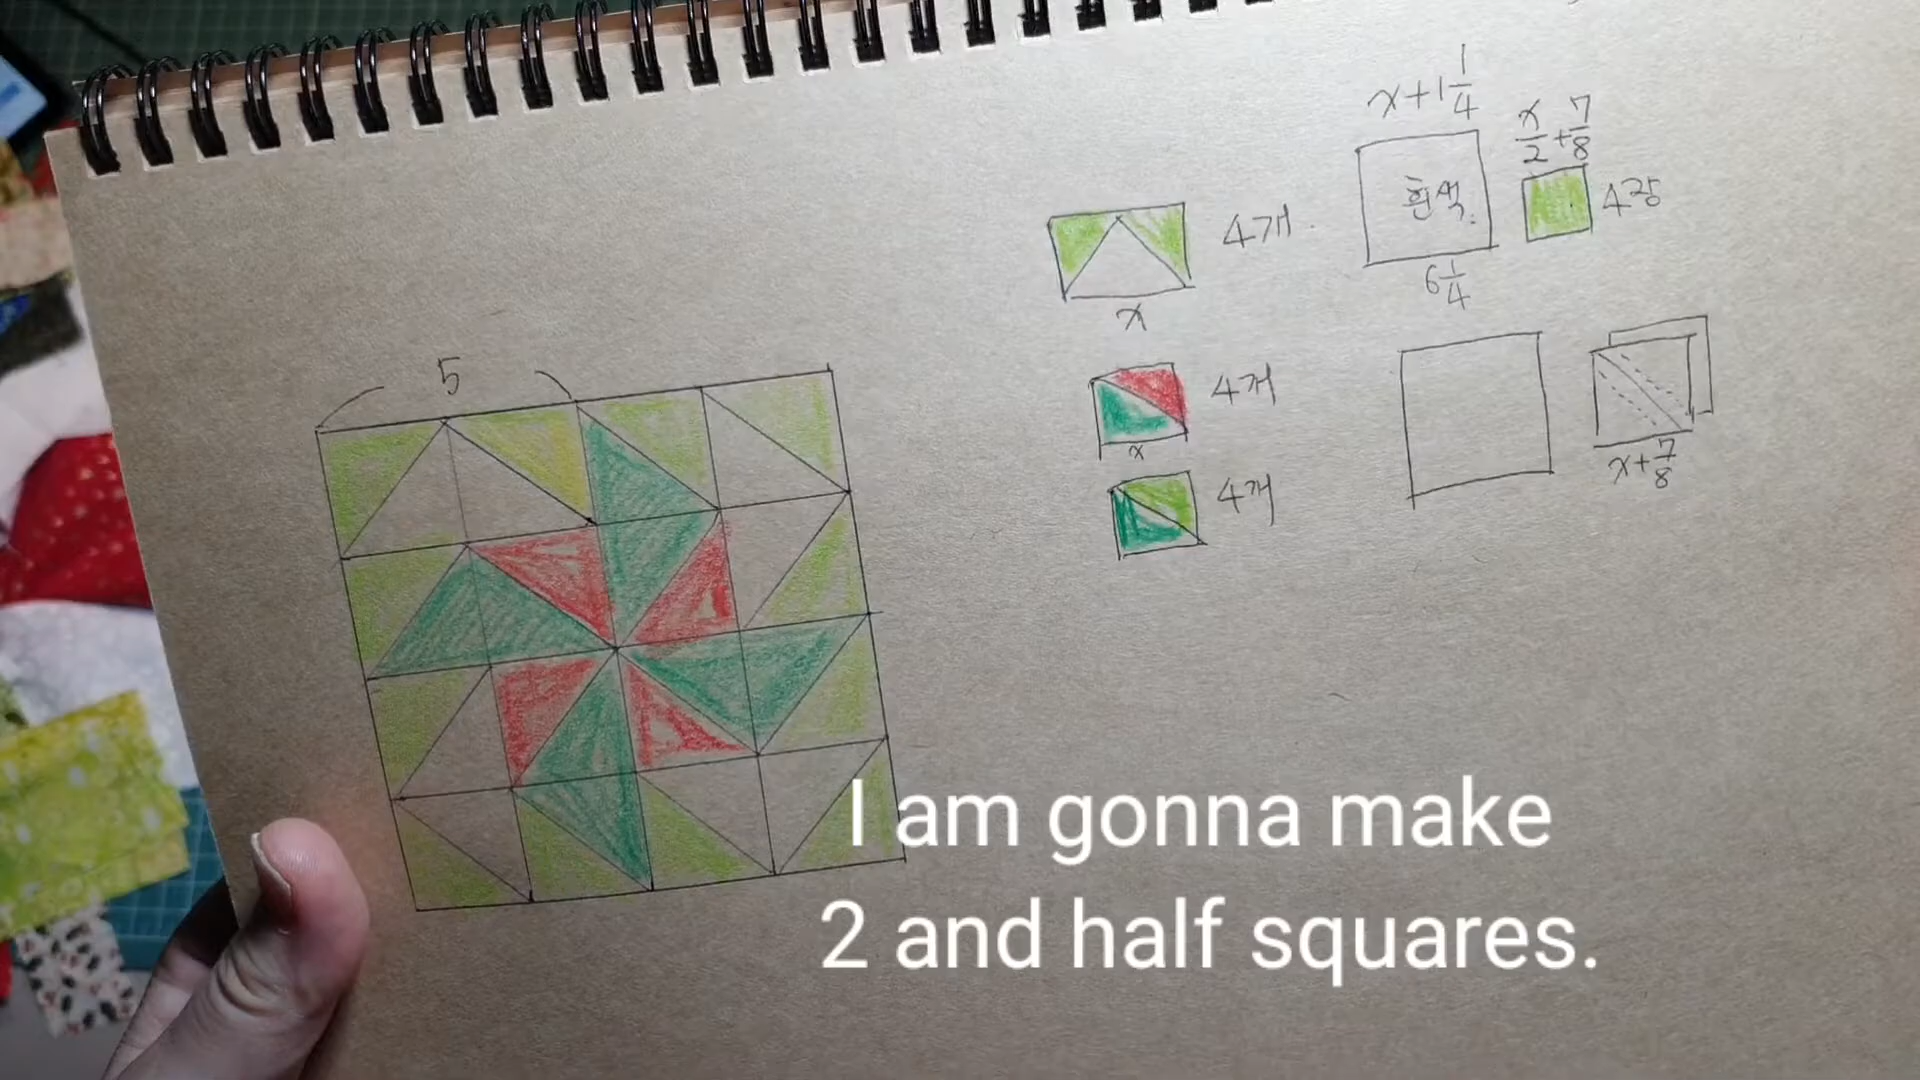 x+1 1/4
x/2+7/8
흰색.
4장
4개.
6 1/4
x
5
4개
x
x+7/8
4개
I am gonna make
2 and half squares.